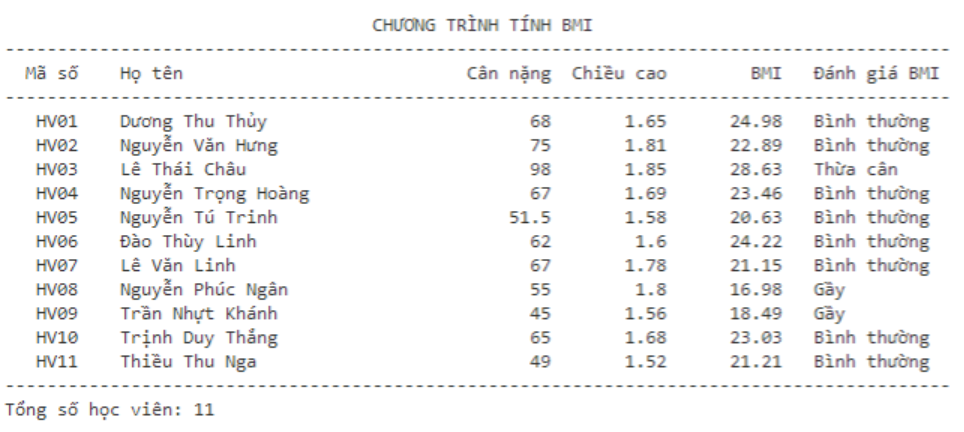 CHƯƠNG TRÌNH TÍNH BMI
------------------------------------------------------------------------------------------
Mã số Họ tên Cân nặng Chiều cao BMI Đánh giá BMI
------------------------------------------------------------------------------------------
HV01 Dương Thu Thủy 68 1.65 24.98 Bình thường
HV02 Nguyễn Văn Hưng 75 1.81 22.89 Bình thường
HV03 Lê Thái Châu 98 1.85 28.63 Thừa cân
HV04 Nguyễn Trọng Hoàng 67 1.69 23.46 Bình thường
HV05 Nguyễn Tú Trinh 51.5 1.58 20.63 Bình thường
HV06 Đào Thùy Linh 62 1.6 24.22 Bình thường
HV07 Lê Văn Linh 67 1.78 21.15 Bình thường
HV08 Nguyễn Phúc Ngân 55 1.8 16.98 Gầy
HV09 Trần Nhựt Khánh 45 1.56 18.49 Gầy
HV10 Trịnh Duy Thắng 65 1.68 23.03 Bình thường
HV11 Thiều Thu Nga 49 1.52 21.21 Bình thường
------------------------------------------------------------------------------------------
Tổng số học viên: 11